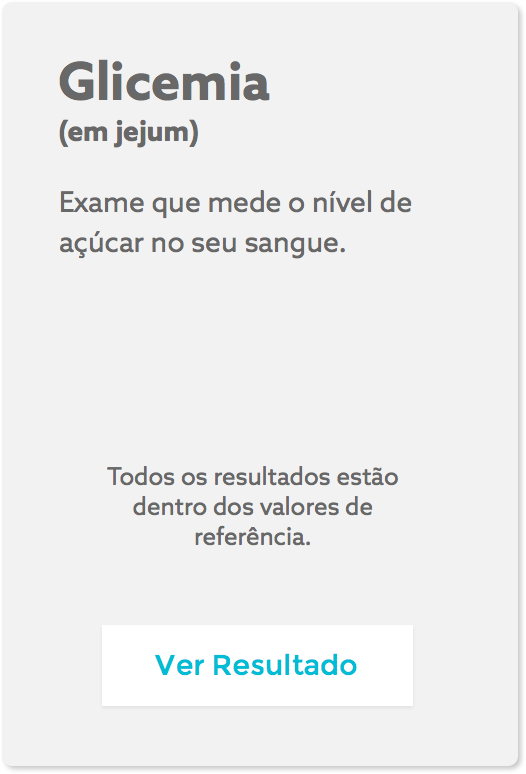 Glicemia
(em jejum)
Exame que mede o nível de
açúcar no seu sangue.
Todos os resultados estão
dentro dos valores de
referência.
Ver Resultado